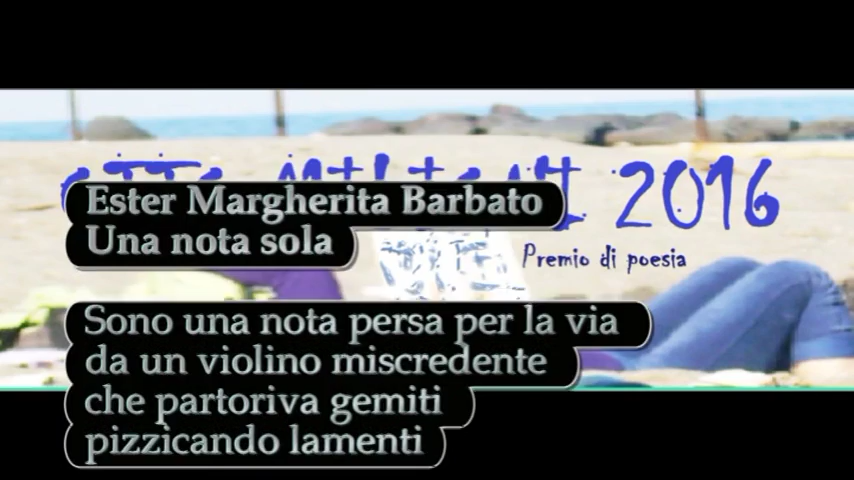 2016
Ester Margherita Barbato
Una nota sola
Premio di poesia
Sono una nota persa per la via
da un violino miscredente
che partoriva gemiti
pizzicando lamenti